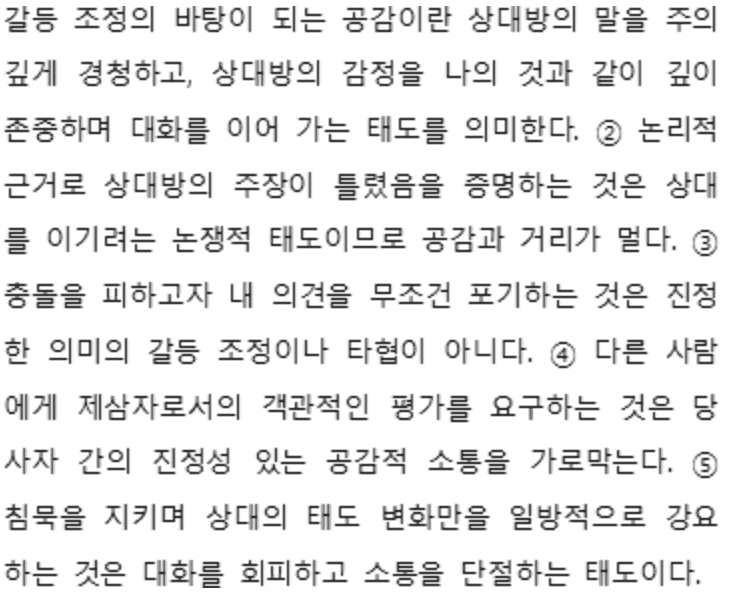 갈등 조정의 바탕이 되는 공감이란 상대방의 말을 주의
깊게 경청하고, 상대방의 감정을 나의 것과 같이 깊이
존중하며 대화를 이어 가는 태도를 의미한다. ② 논리적
근거로 상대방의 주장이 틀렸음을 증명하는 것은 상대
를 이기려는 논쟁적 태도이므로 공감과 거리가 멀다. ③
충돌을 피하고자 내 의견을 무조건 포기하는 것은 진정
한 의미의 갈등 조정이나 타협이 아니다. ④ 다른 사람
에게 제삼자로서의 객관적인 평가를 요구하는 것은 당
사자 간의 진정성 있는 공감적 소통을 가로막는다. ⑤
침묵을 지키며 상대의 태도 변화만을 일방적으로 강요
하는 것은 대화를 회피하고 소통을 단절하는 태도이다.